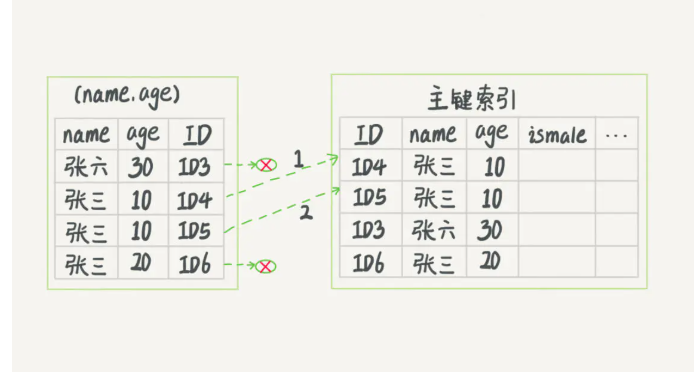 (name.age)
name age ID
张六 30 ID3
张三 10 ID4
张三 10 ID5
张三 20 ID6
1
2
主键索引
ID name age ismale ...
ID4 张三 10
ID5 张三 10
ID3 张六 30
ID6 张三 20